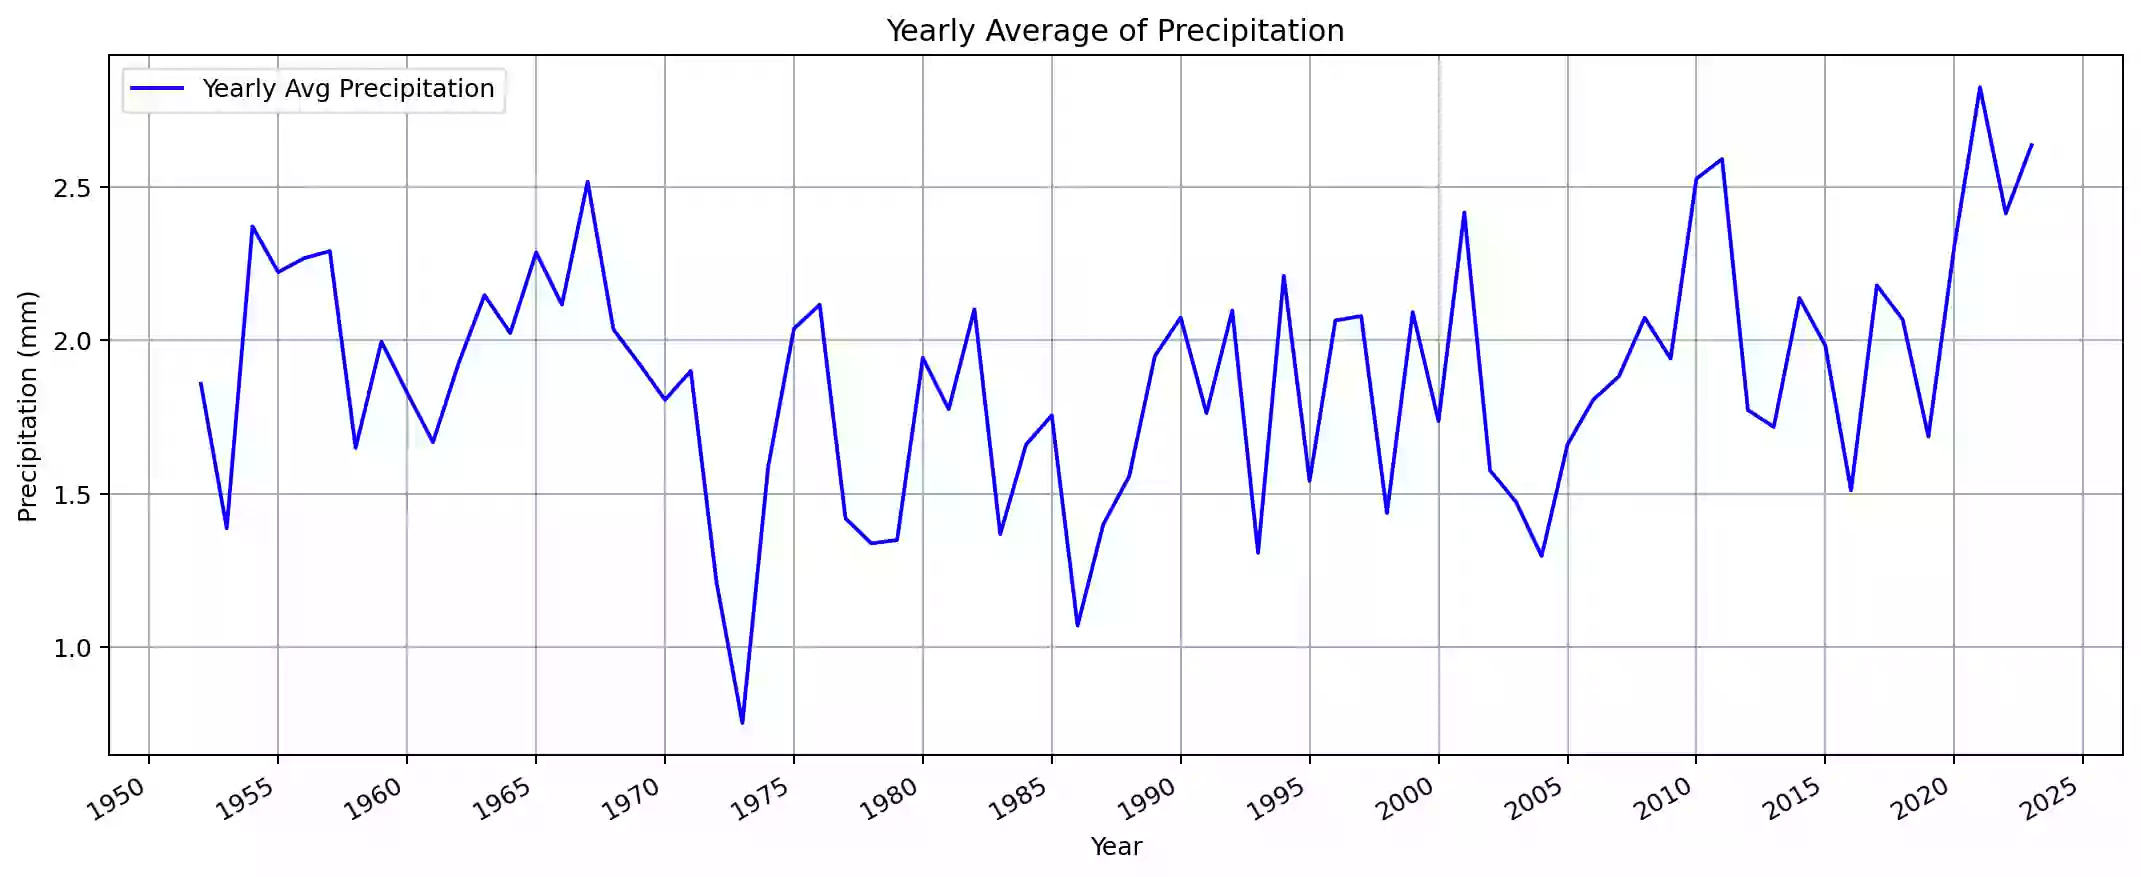 Yearly Average of Precipitation
Yearly Avg Precipitation
Precipitation (mm)
2.5
2.0
1.5
1.0
1950 1955 1960 1965 1970 1975 1980 1985 1990 1995 2000 2005 2010 2015 2020 2025
Year